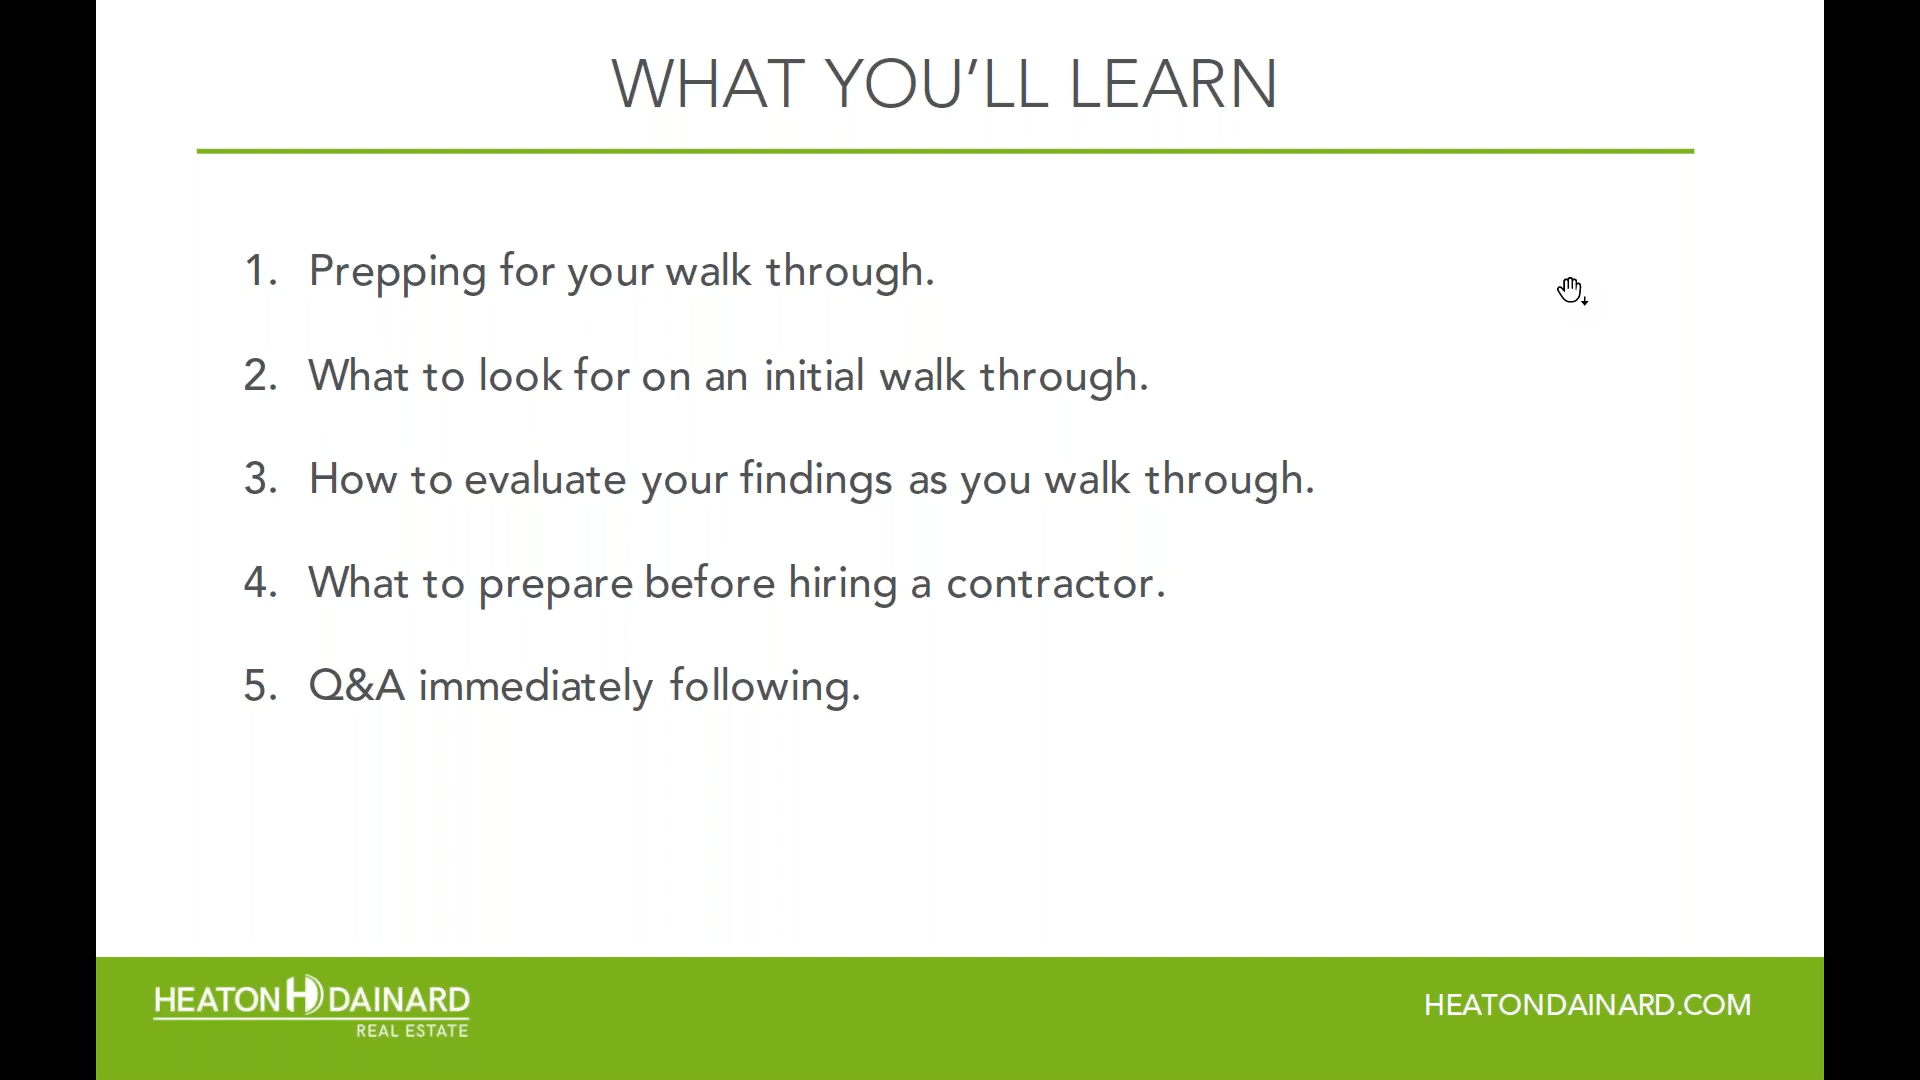 WHAT YOU’LL LEARN
1. Prepping for your walk through.
2. What to look for on an initial walk through.
3. How to evaluate your findings as you walk through.
4. What to prepare before hiring a contractor.
5. Q&A immediately following.
HEATON HD DAINARD
REAL ESTATE
HEATONDAINARD.COM